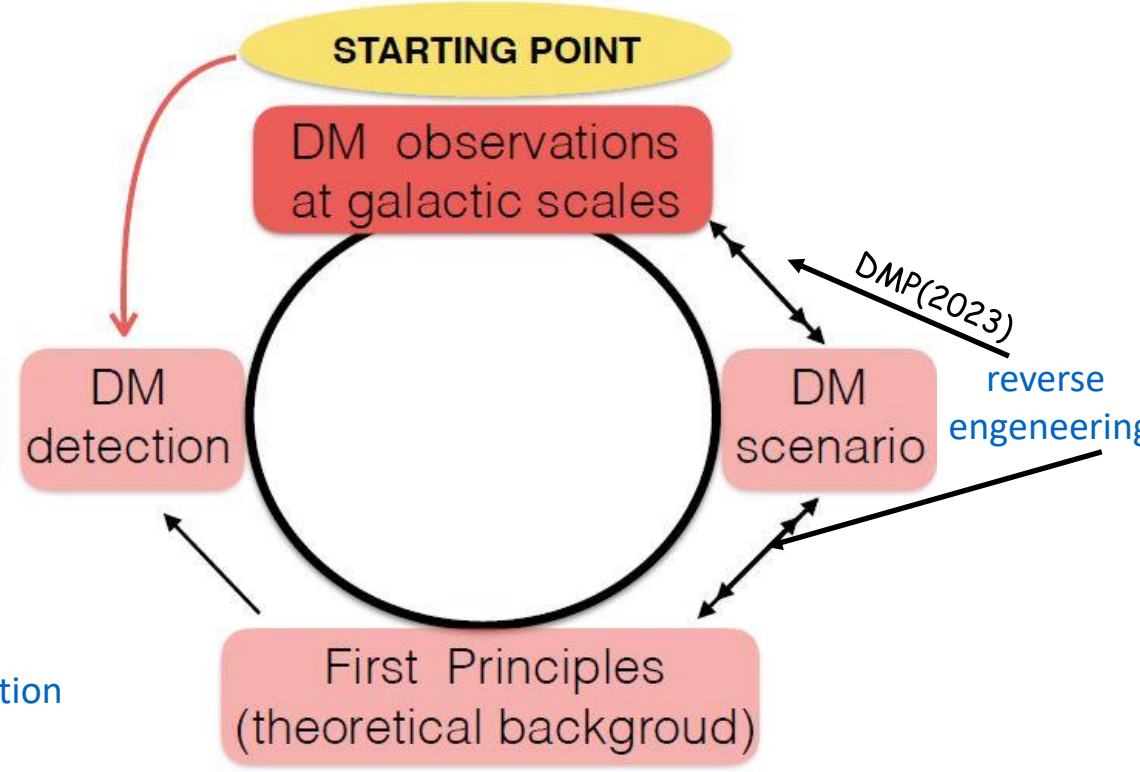 STARTING POINT
DM observations
at galactic scales
DMP(2023)
DM
detection
DM
scenario
reverse
engeneering
First Principles
(theoretical backgroud)
tion